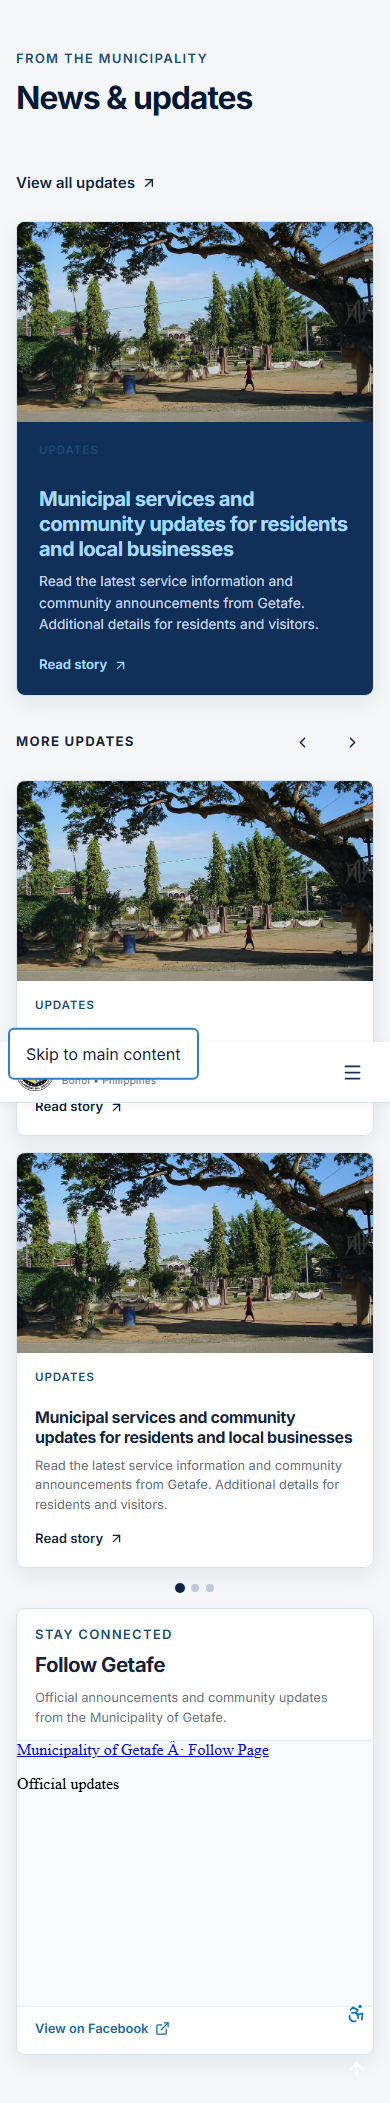 FROM THE MUNICIPALITY
News & updates
View all updates
UPDATES
Municipal services and
community updates for residents
and local businesses
Read the latest service information and
community announcements from Getafe.
Additional details for residents and visitors.
Read story
MORE UPDATES
UPDATES
Skip to main content
Bohol • Philippines
Read story
UPDATES
Municipal services and community
updates for residents and local businesses
Read the latest service information and community
announcements from Getafe. Additional details for
residents and visitors.
Read story
STAY CONNECTED
Follow Getafe
Official announcements and community updates
from the Municipality of Getafe.
Municipality of Getafe Â· Follow Page
Official updates
View on Facebook